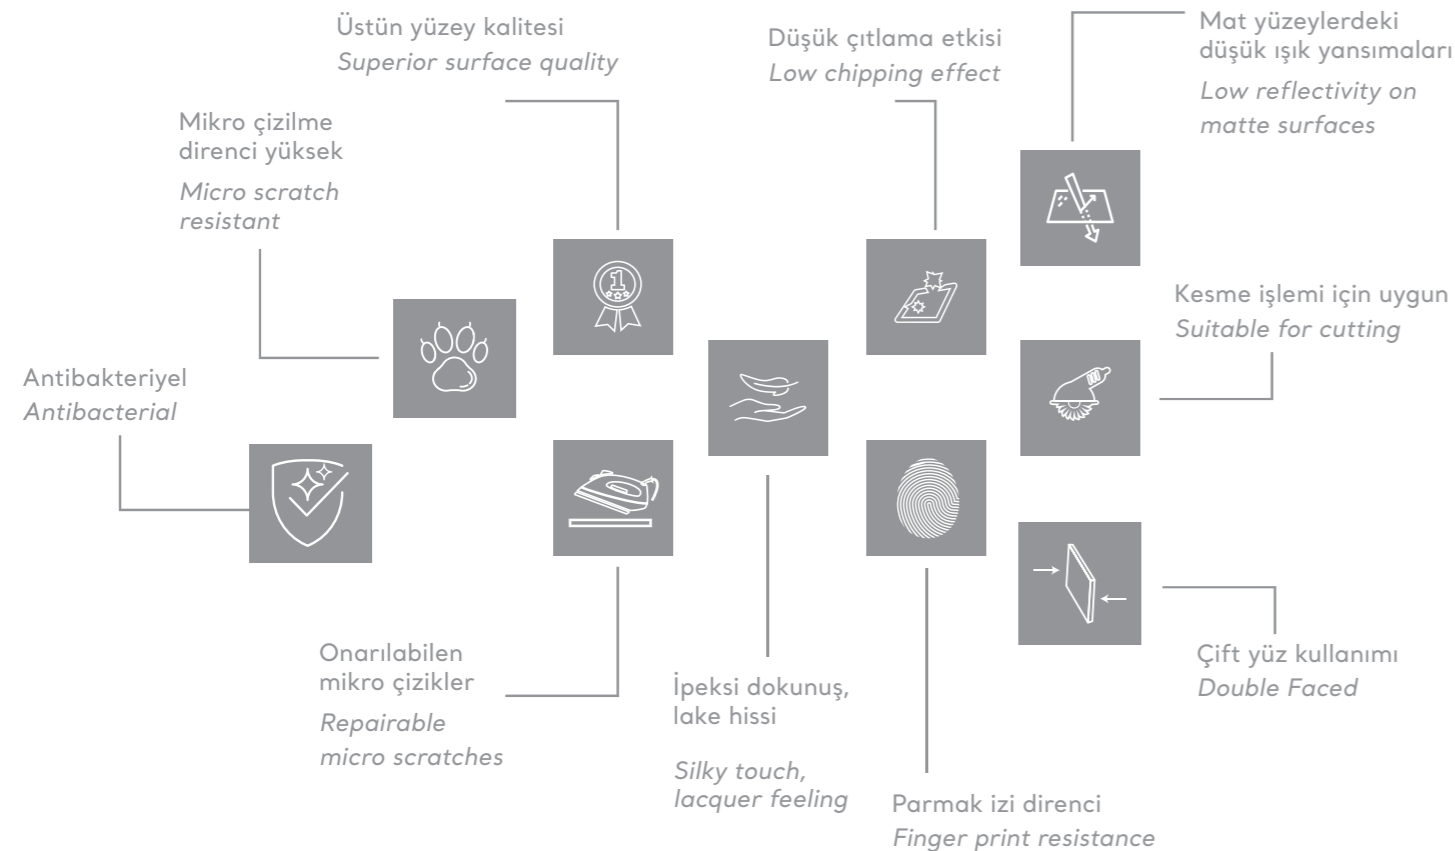 Üstün yüzey kalitesi
Superior surface quality
Düşük çıtlama etkisi
Low chipping effect
Mat yüzeylerdeki
düşük ışık yansımaları
Low reflectivity on
matte surfaces
Mikro çizilme
direnci yüksek
Micro scratch
resistant
1
Kesme işlemi için uygun
Suitable for cutting
Antibakteriyel
Antibacterial
Onarılabilen
mikro çizikler
Repairable
micro scratches
İpeksi dokunuş,
lake hissi
Silky touch,
lacquer feeling
Çift yüz kullanımı
Double Faced
Parmak izi direnci
Finger print resistance